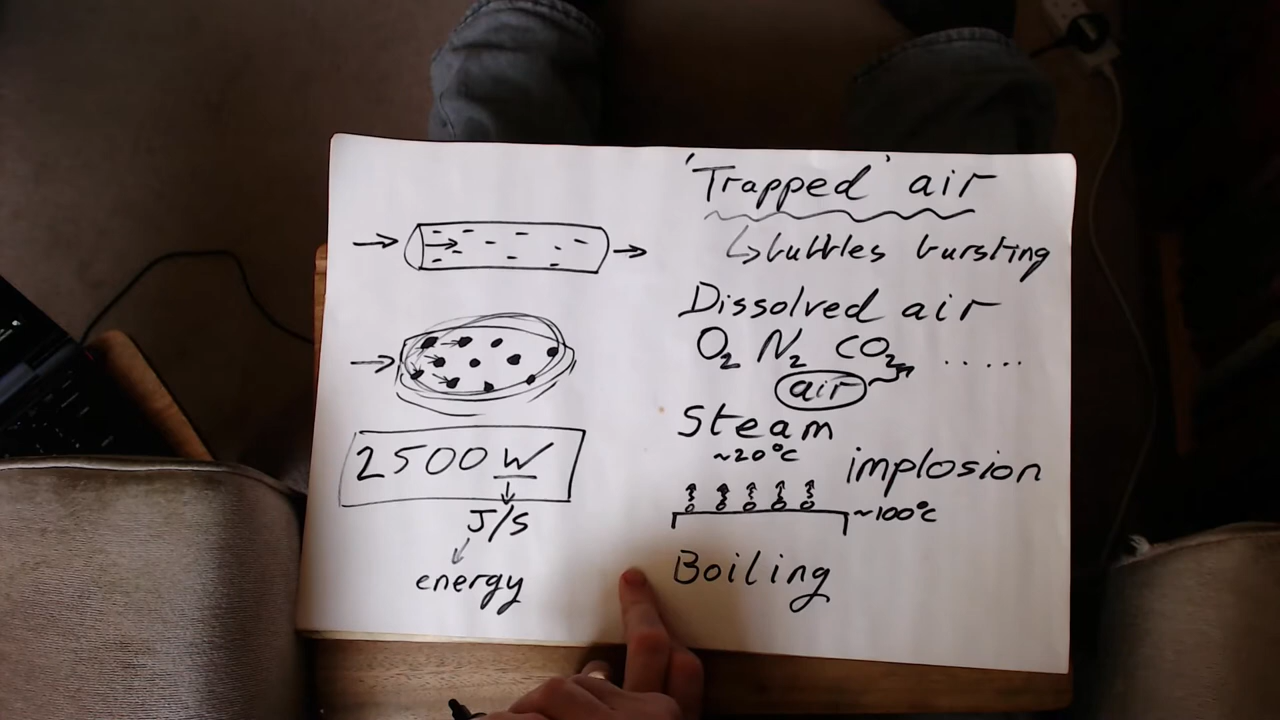 2500 W
J/S
energy
'Trapped' air
↳ bubbles bursting
Dissolved air
O₂ N₂ CO₂ ......
air
Steam
~20°C
implosion
~100°C
Boiling